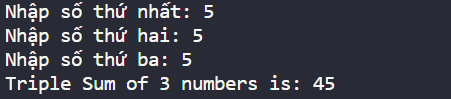 Nhập số thứ nhất: 5
Nhập số thứ hai: 5
Nhập số thứ ba: 5
Triple Sum of 3 numbers is: 45